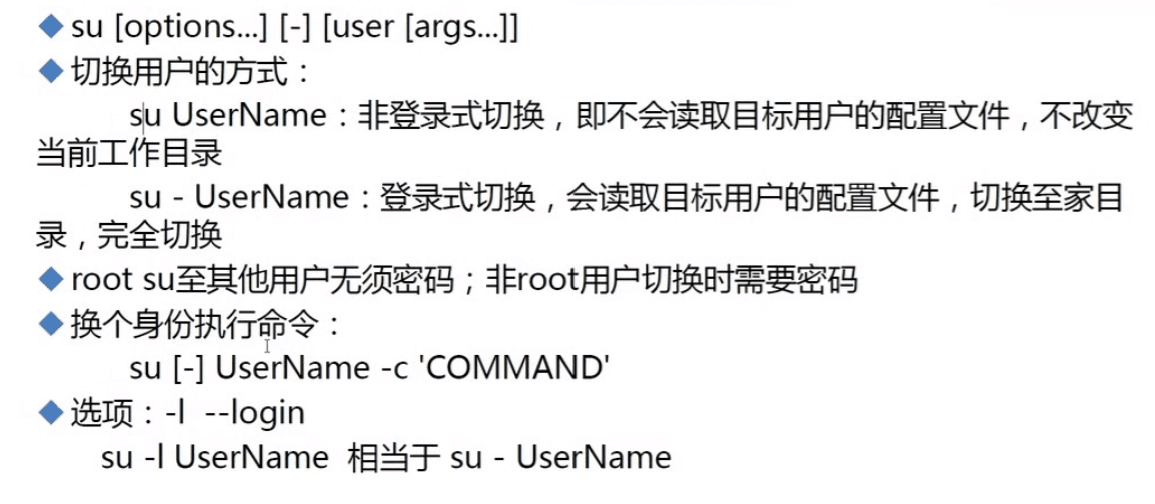 ◆su [options...] [-] [user [args...]]
◆切换用户的方式：
su UserName：非登录式切换，即不会读取目标用户的配置文件，不改变
当前工作目录
su - UserName：登录式切换，会读取目标用户的配置文件，切换至家目
录，完全切换
◆root su至其他用户无须密码；非root用户切换时需要密码
◆换个身份执行命令：
su [-] UserName -c 'COMMAND'
◆选项：-l --login
su -l UserName 相当于 su - UserName